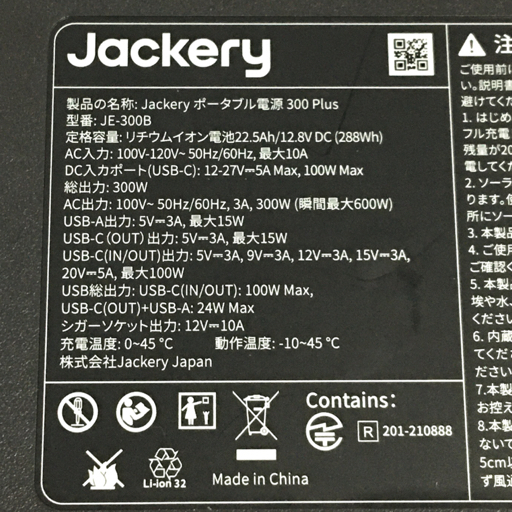 Jackery
製品の名称: Jackery ポータブル電源 300 Plus
型番: JE-300B
定格容量: リチウムイオン電池22.5Ah/12.8V DC (288Wh)
AC入力: 100V-120V~ 50Hz/60Hz, 最大10A
DC入力ポート(USB-C): 12-27V⎓5A Max, 100W Max
総出力: 300W
AC出力: 100V~ 50Hz/60Hz, 3A, 300W (瞬間最大600W)
USB-A出力: 5V⎓3A, 最大15W
USB-C (OUT) 出力: 5V⎓3A, 最大15W
USB-C(IN/OUT) 出力: 5V⎓3A, 9V⎓3A, 12V⎓3A, 15V⎓3A,
20V⎓5A, 最大100W
USB総出力: USB-C(IN/OUT): 100W Max,
USB-C(OUT)+USB-A: 24W Max
シガーソケット出力: 12V⎓10A
充電温度: 0~45 °C 動作温度: -10~45 °C
株式会社Jackery Japan
Contains:
R 201-210888
Li-ion 32
Made in China
注
ご使用前に
い。説明書
避けてくだ
1. はじめ
フル充電
残量が20
電してくだ
2. ソーラ
ります。使
所にソー
3. 本製品
4. ご使用
ご確認く
5. 本製品
埃や水、
ください
6. 内蔵
てくださ
ださい
7.本製
お控え
8.本製
ないで
5cm以
ず風通